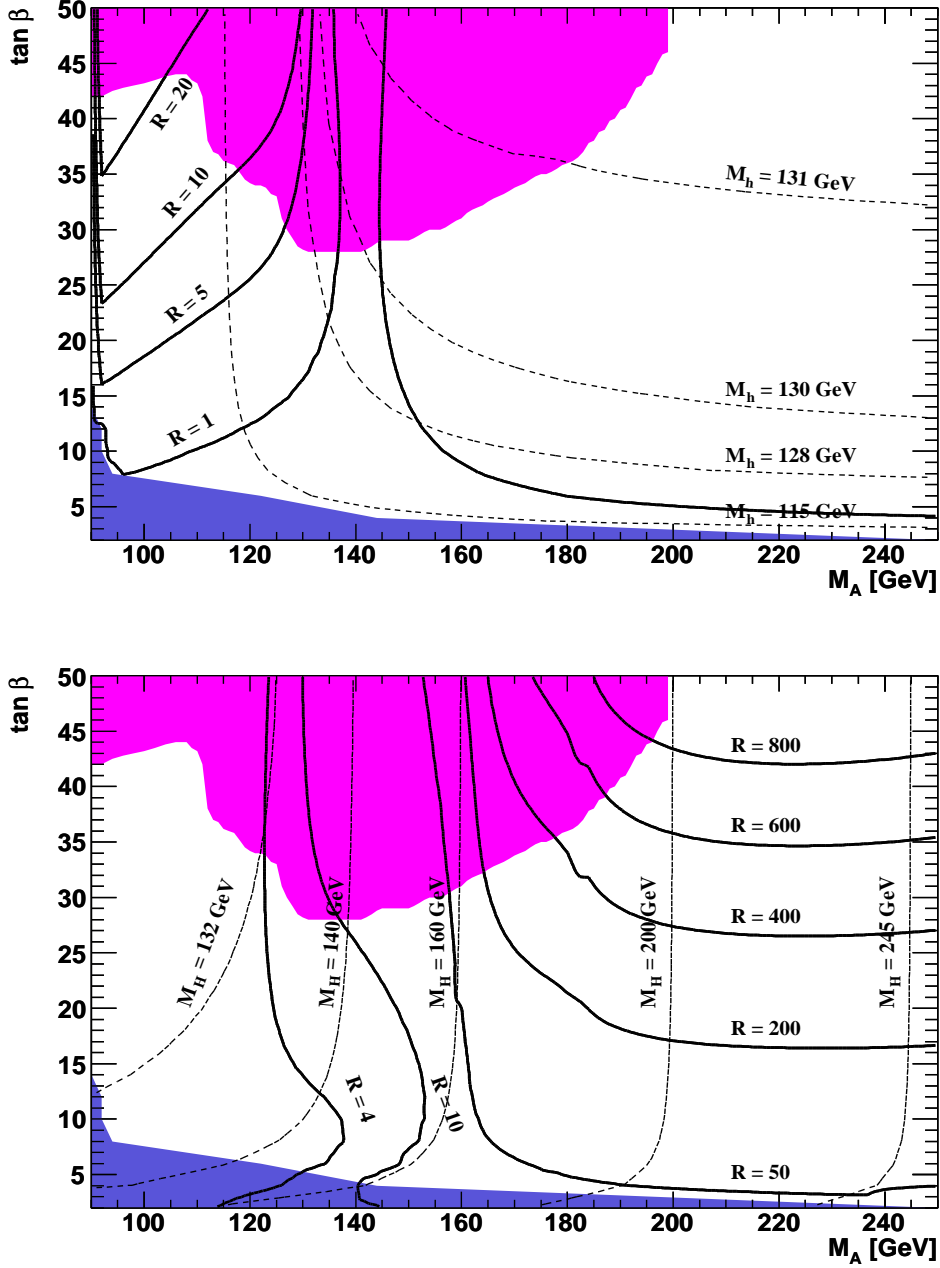 tan β
50
45
40
35
30
25
20
15
10
5
R = 20
R = 10
R = 5
R = 1
M_h = 131 GeV
M_h = 130 GeV
M_h = 128 GeV
M_h = 115 GeV
100 120 140 160 180 200 220 240
M_A [GeV]
tan β
50
45
40
35
30
25
20
15
10
5
M_H = 132 GeV
M_H = 140 GeV
M_H = 160 GeV
M_H = 200 GeV
M_H = 245 GeV
R = 800
R = 600
R = 400
R = 200
R = 4
R = 10
R = 50
100 120 140 160 180 200 220 240
M_A [GeV]